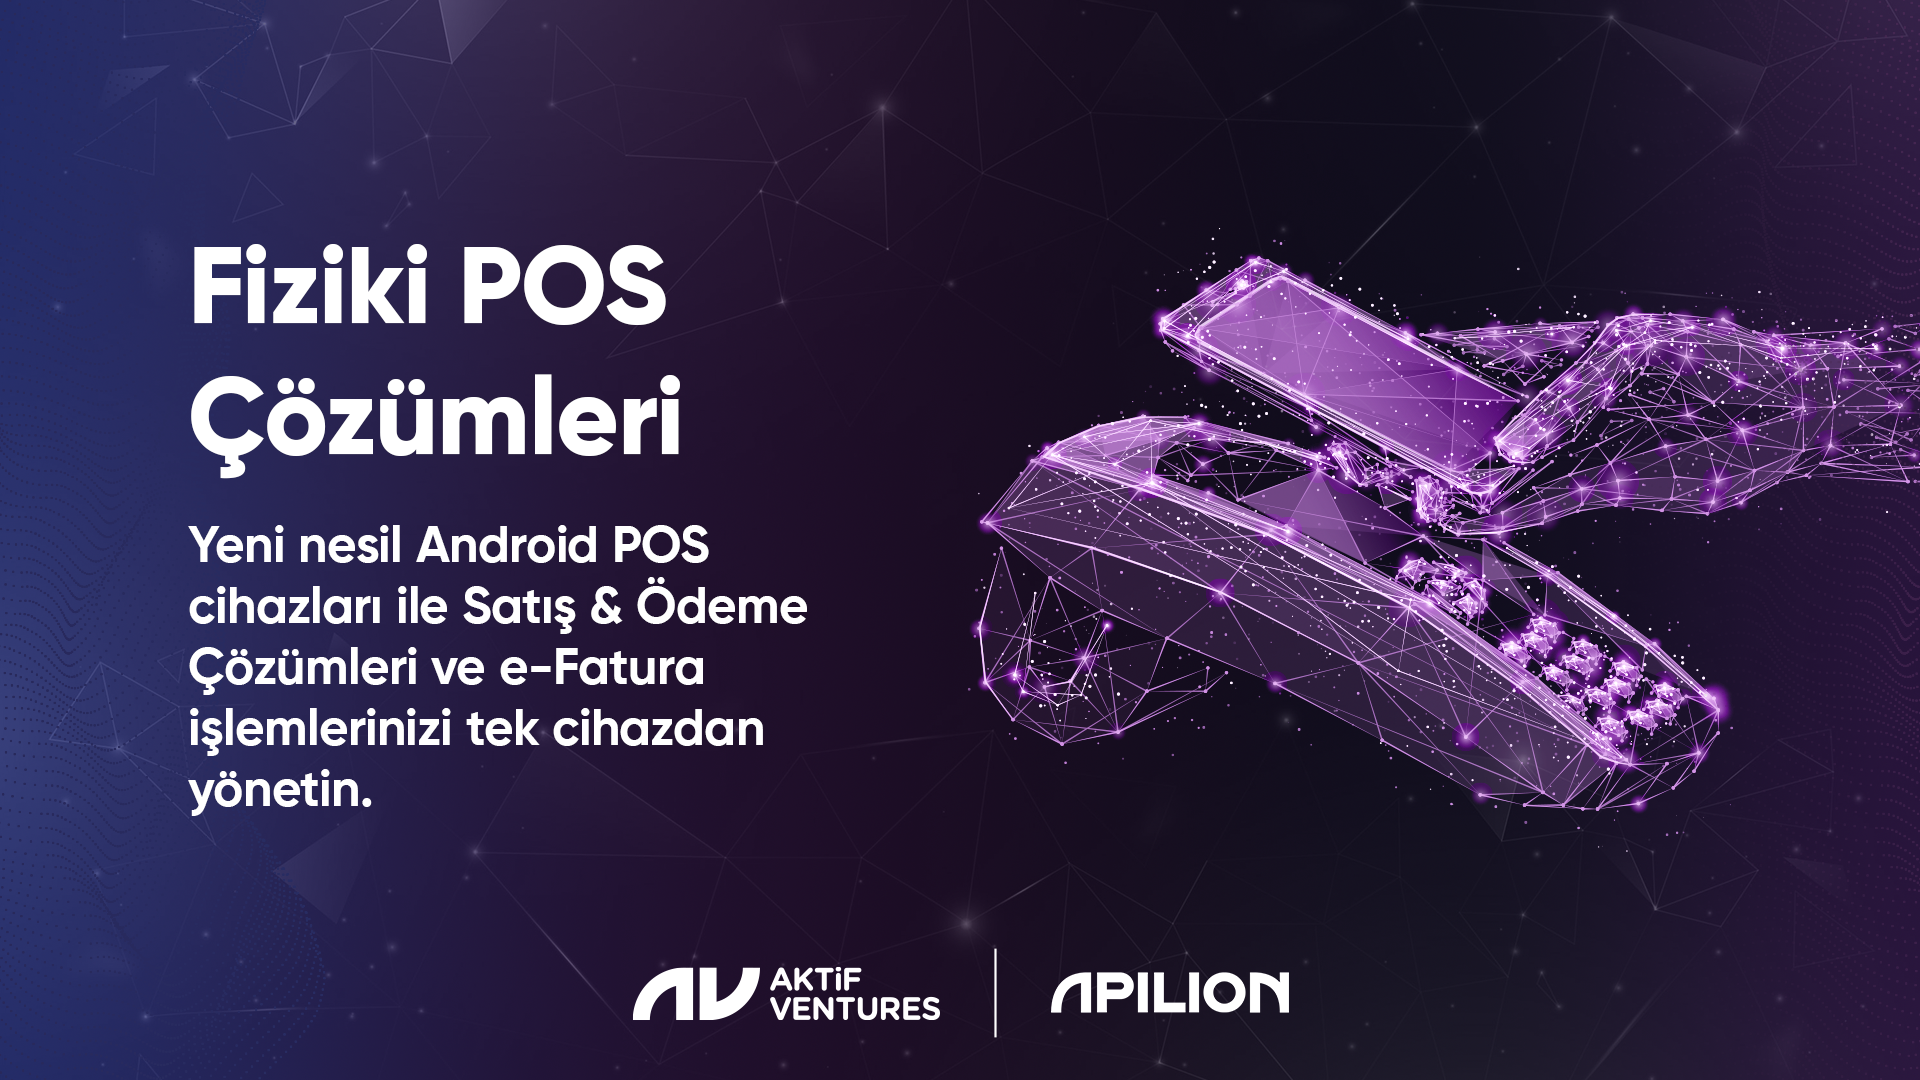 Fiziki POS
Çözümleri
Yeni nesil Android POS
cihazları ile Satış & Ödeme
Çözümleri ve e-Fatura
işlemlerinizi tek cihazdan
yönetin.
AKTiF
VENTURES
APILION